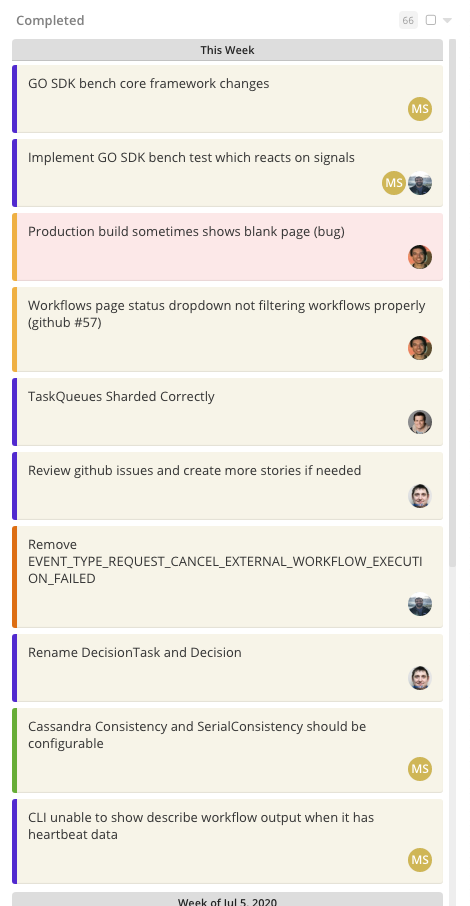 Completed
66
This Week
GO SDK bench core framework changes
MS
Implement GO SDK bench test which reacts on signals
MS
Production build sometimes shows blank page (bug)
Workflows page status dropdown not filtering workflows properly
(github #57)
TaskQueues Sharded Correctly
Review github issues and create more stories if needed
Remove
EVENT_TYPE_REQUEST_CANCEL_EXTERNAL_WORKFLOW_EXECUTI
ON_FAILED
Rename DecisionTask and Decision
Cassandra Consistency and SerialConsistency should be
configurable
MS
CLI unable to show describe workflow output when it has
heartbeat data
MS
Week of Jul 5, 2020